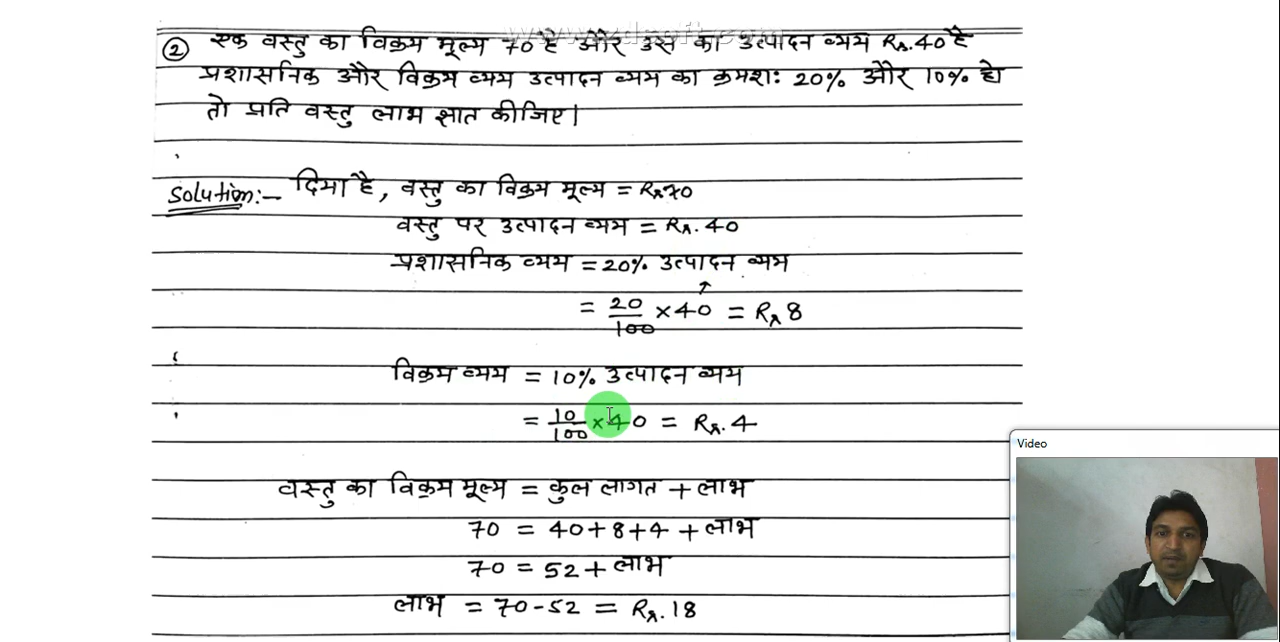 ② एक वस्तु का विक्रय मूल्य 70 है और उस का उत्पादन व्यय Rs.40 है
प्रशासनिक और विक्रय व्यय उत्पादन व्यय का क्रमशः 20% और 10% हो
तो प्रति वस्तु लाभ ज्ञात कीजिए।
Solution:- दिया है, वस्तु का विक्रय मूल्य = Rs.70
वस्तु पर उत्पादन व्यय = Rs.40
प्रशासनिक व्यय = 20% उत्पादन व्यय
= 20/100 × 40 = Rs 8
विक्रय व्यय = 10% उत्पादन व्यय
= 10/100 × 40 = Rs.4
वस्तु का विक्रय मूल्य = कुल लागत + लाभ
70 = 40+8+4 + लाभ
70 = 52 + लाभ
लाभ = 70-52 = Rs.18
Video